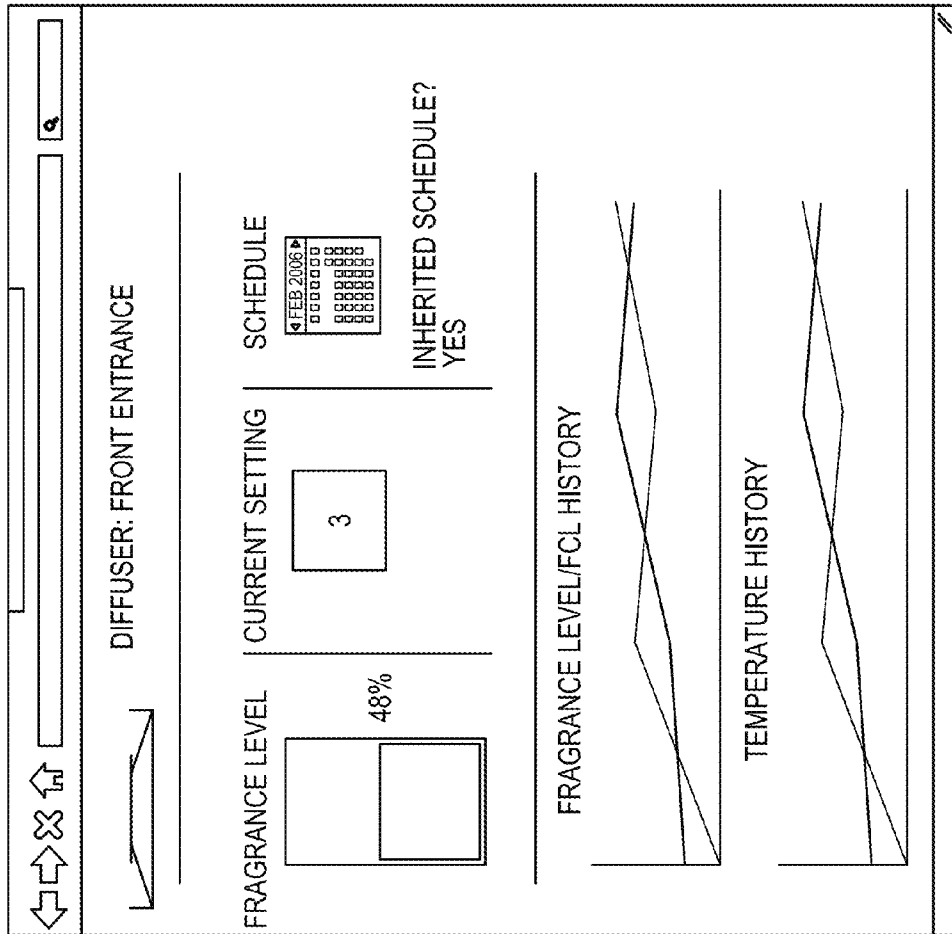 DIFFUSER: FRONT ENTRANCE
FRAGRANCE LEVEL
48%
CURRENT SETTING
3
SCHEDULE
FEB 2006
INHERITED SCHEDULE?
YES
FRAGRANCE LEVEL/FCL HISTORY
TEMPERATURE HISTORY